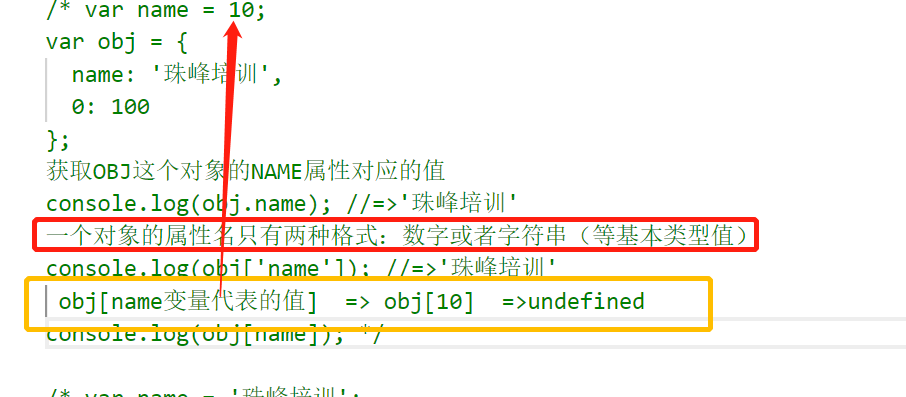 /* var name = 10;
var obj = {
name: '珠峰培训',
0: 100
};
获取OBJ这个对象的NAME属性对应的值
console.log(obj.name); //=>'珠峰培训'
一个对象的属性名只有两种格式：数字或者字符串（等基本类型值）
console.log(obj['name']); //=>'珠峰培训'
obj[name变量代表的值] => obj[10] =>undefined
console.log(obj[name]); */
/* var name = '珠峰培训';